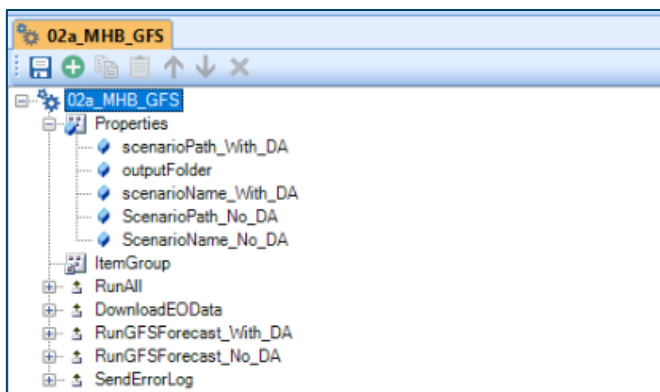 02a_MHB_GFS
02a_MHB_GFS
Properties
scenarioPath_With_DA
outputFolder
scenarioName_With_DA
ScenarioPath_No_DA
ScenarioName_No_DA
ItemGroup
RunAll
DownloadEOData
RunGFSForecast_With_DA
RunGFSForecast_No_DA
SendErrorLog